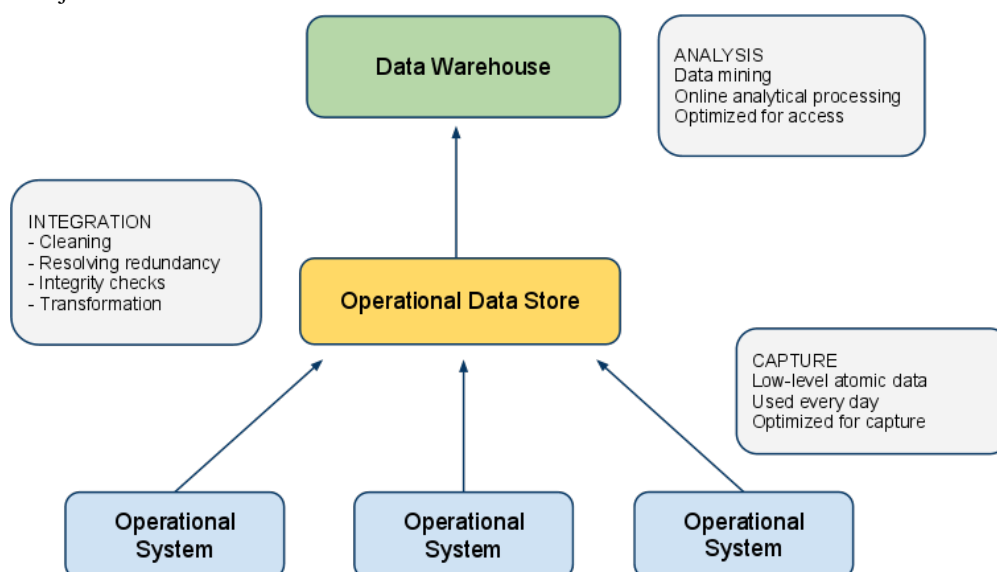 Data Warehouse
ANALYSIS
Data mining
Online analytical processing
Optimized for access
INTEGRATION
- Cleaning
- Resolving redundancy
- Integrity checks
- Transformation
Operational Data Store
CAPTURE
Low-level atomic data
Used every day
Optimized for capture
Operational
System
Operational
System
Operational
System